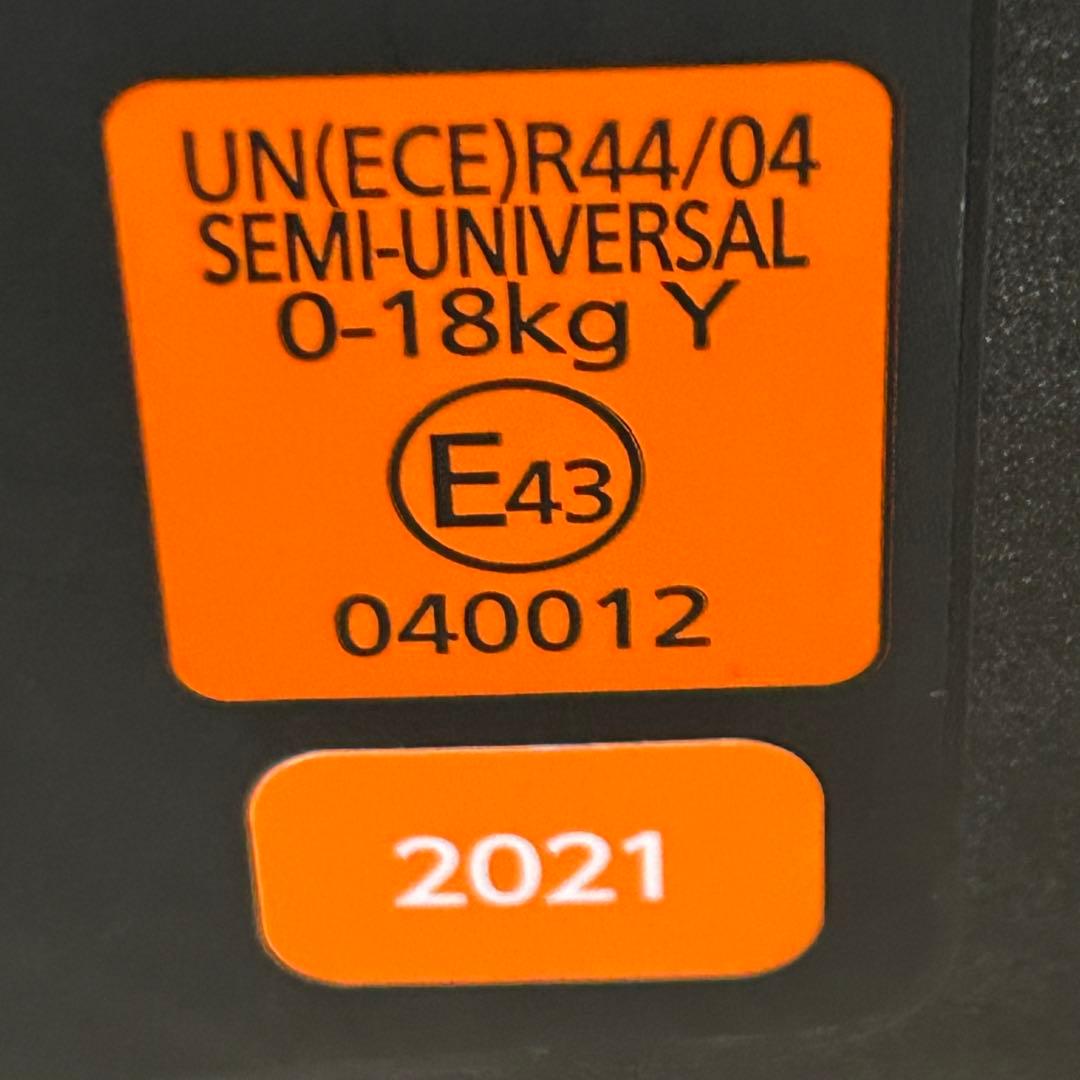 UN(ECE)R44/04
SEMI-UNIVERSAL
0-18kg Y
E43
040012
2021